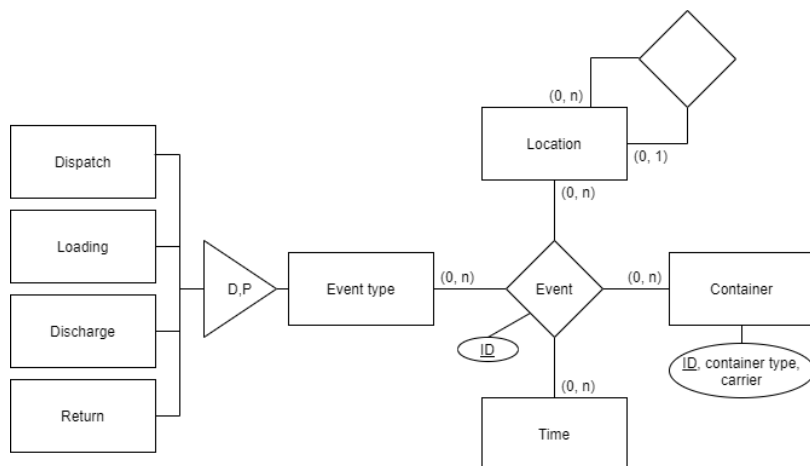 (0, n)
Location
(0, 1)
(0, n)
Dispatch
Loading
Discharge
Return
D,P
Event type
(0, n)
Event
(0, n)
Container
ID
ID, container type,
carrier
(0, n)
Time